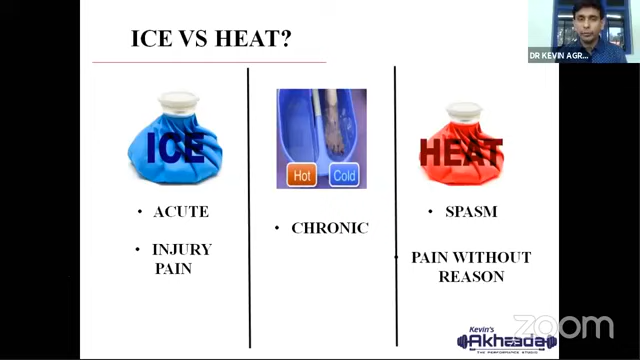 ICE VS HEAT?
DR KEVIN AGR...
ICE
Hot
Cold
HEAT
• ACUTE
• INJURY
PAIN
• CHRONIC
• SPASM
• PAIN WITHOUT
REASON
zoom
Kevin's
Akhaada
THE PERFORMANCE STUDIO